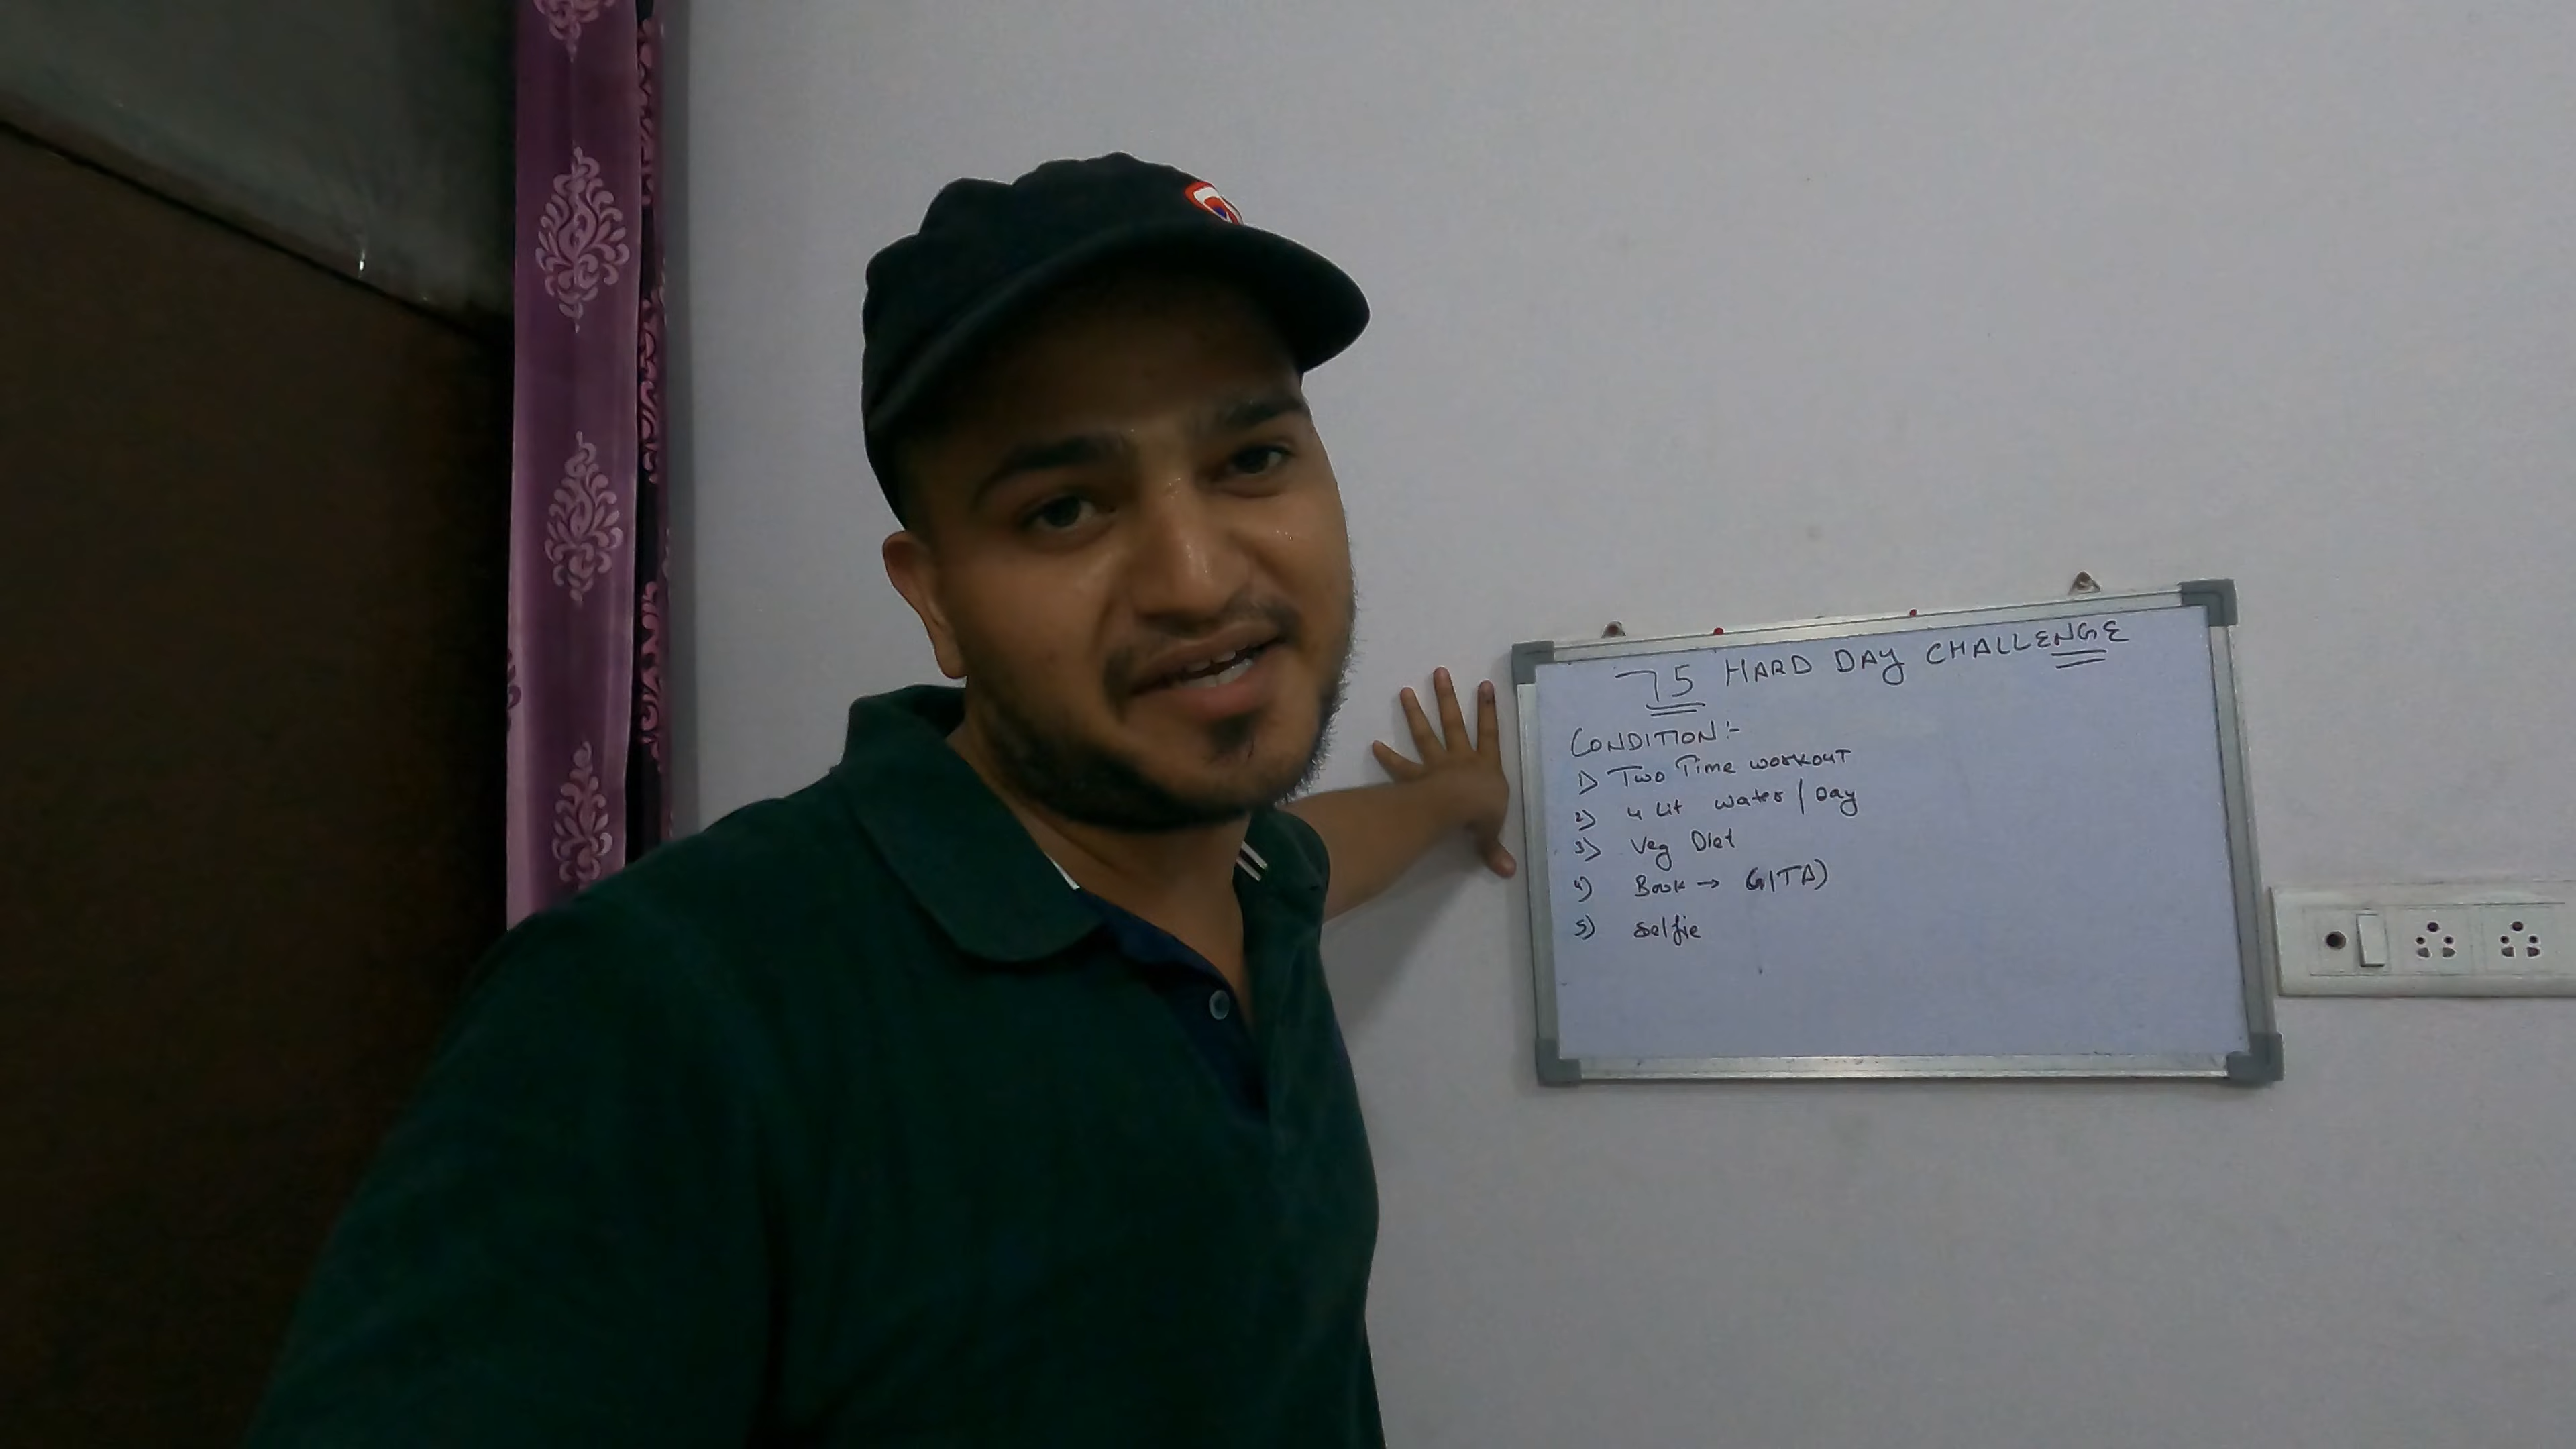 75 HARD DAY CHALLENGE
CONDITION :-
1) Two Time workout
2) 4 Lit water / Day
3) Veg Diet
4) Book → GITA)
5) Selfie